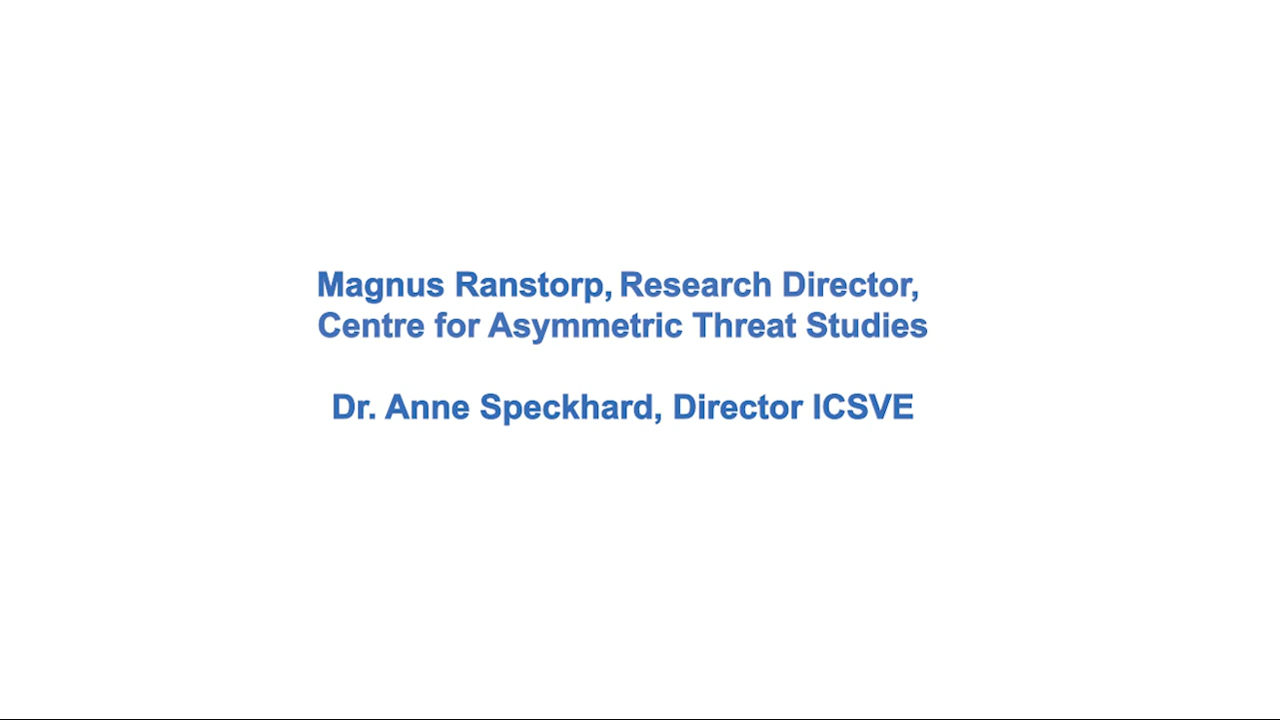 Magnus Ranstorp, Research Director,
Centre for Asymmetric Threat Studies
Dr. Anne Speckhard, Director ICSVE